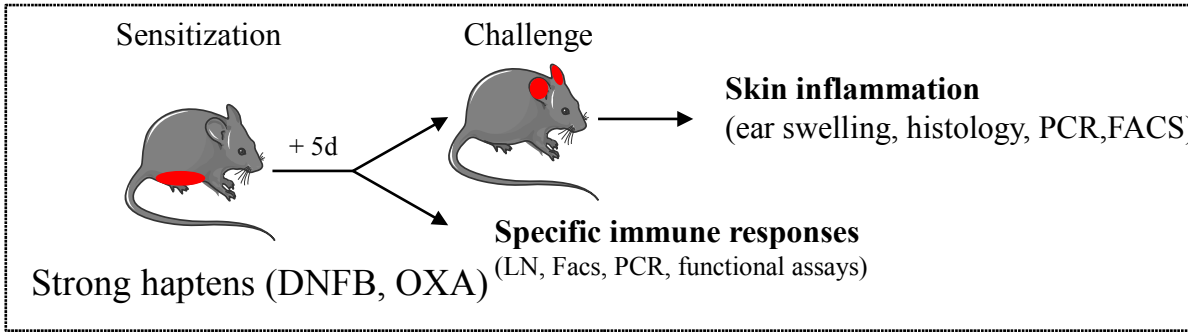 Sensitization
Challenge
+ 5d
Skin inflammation
(ear swelling, histology, PCR,FACS)
Specific immune responses
(LN, Facs, PCR, functional assays)
Strong haptens (DNFB, OXA)